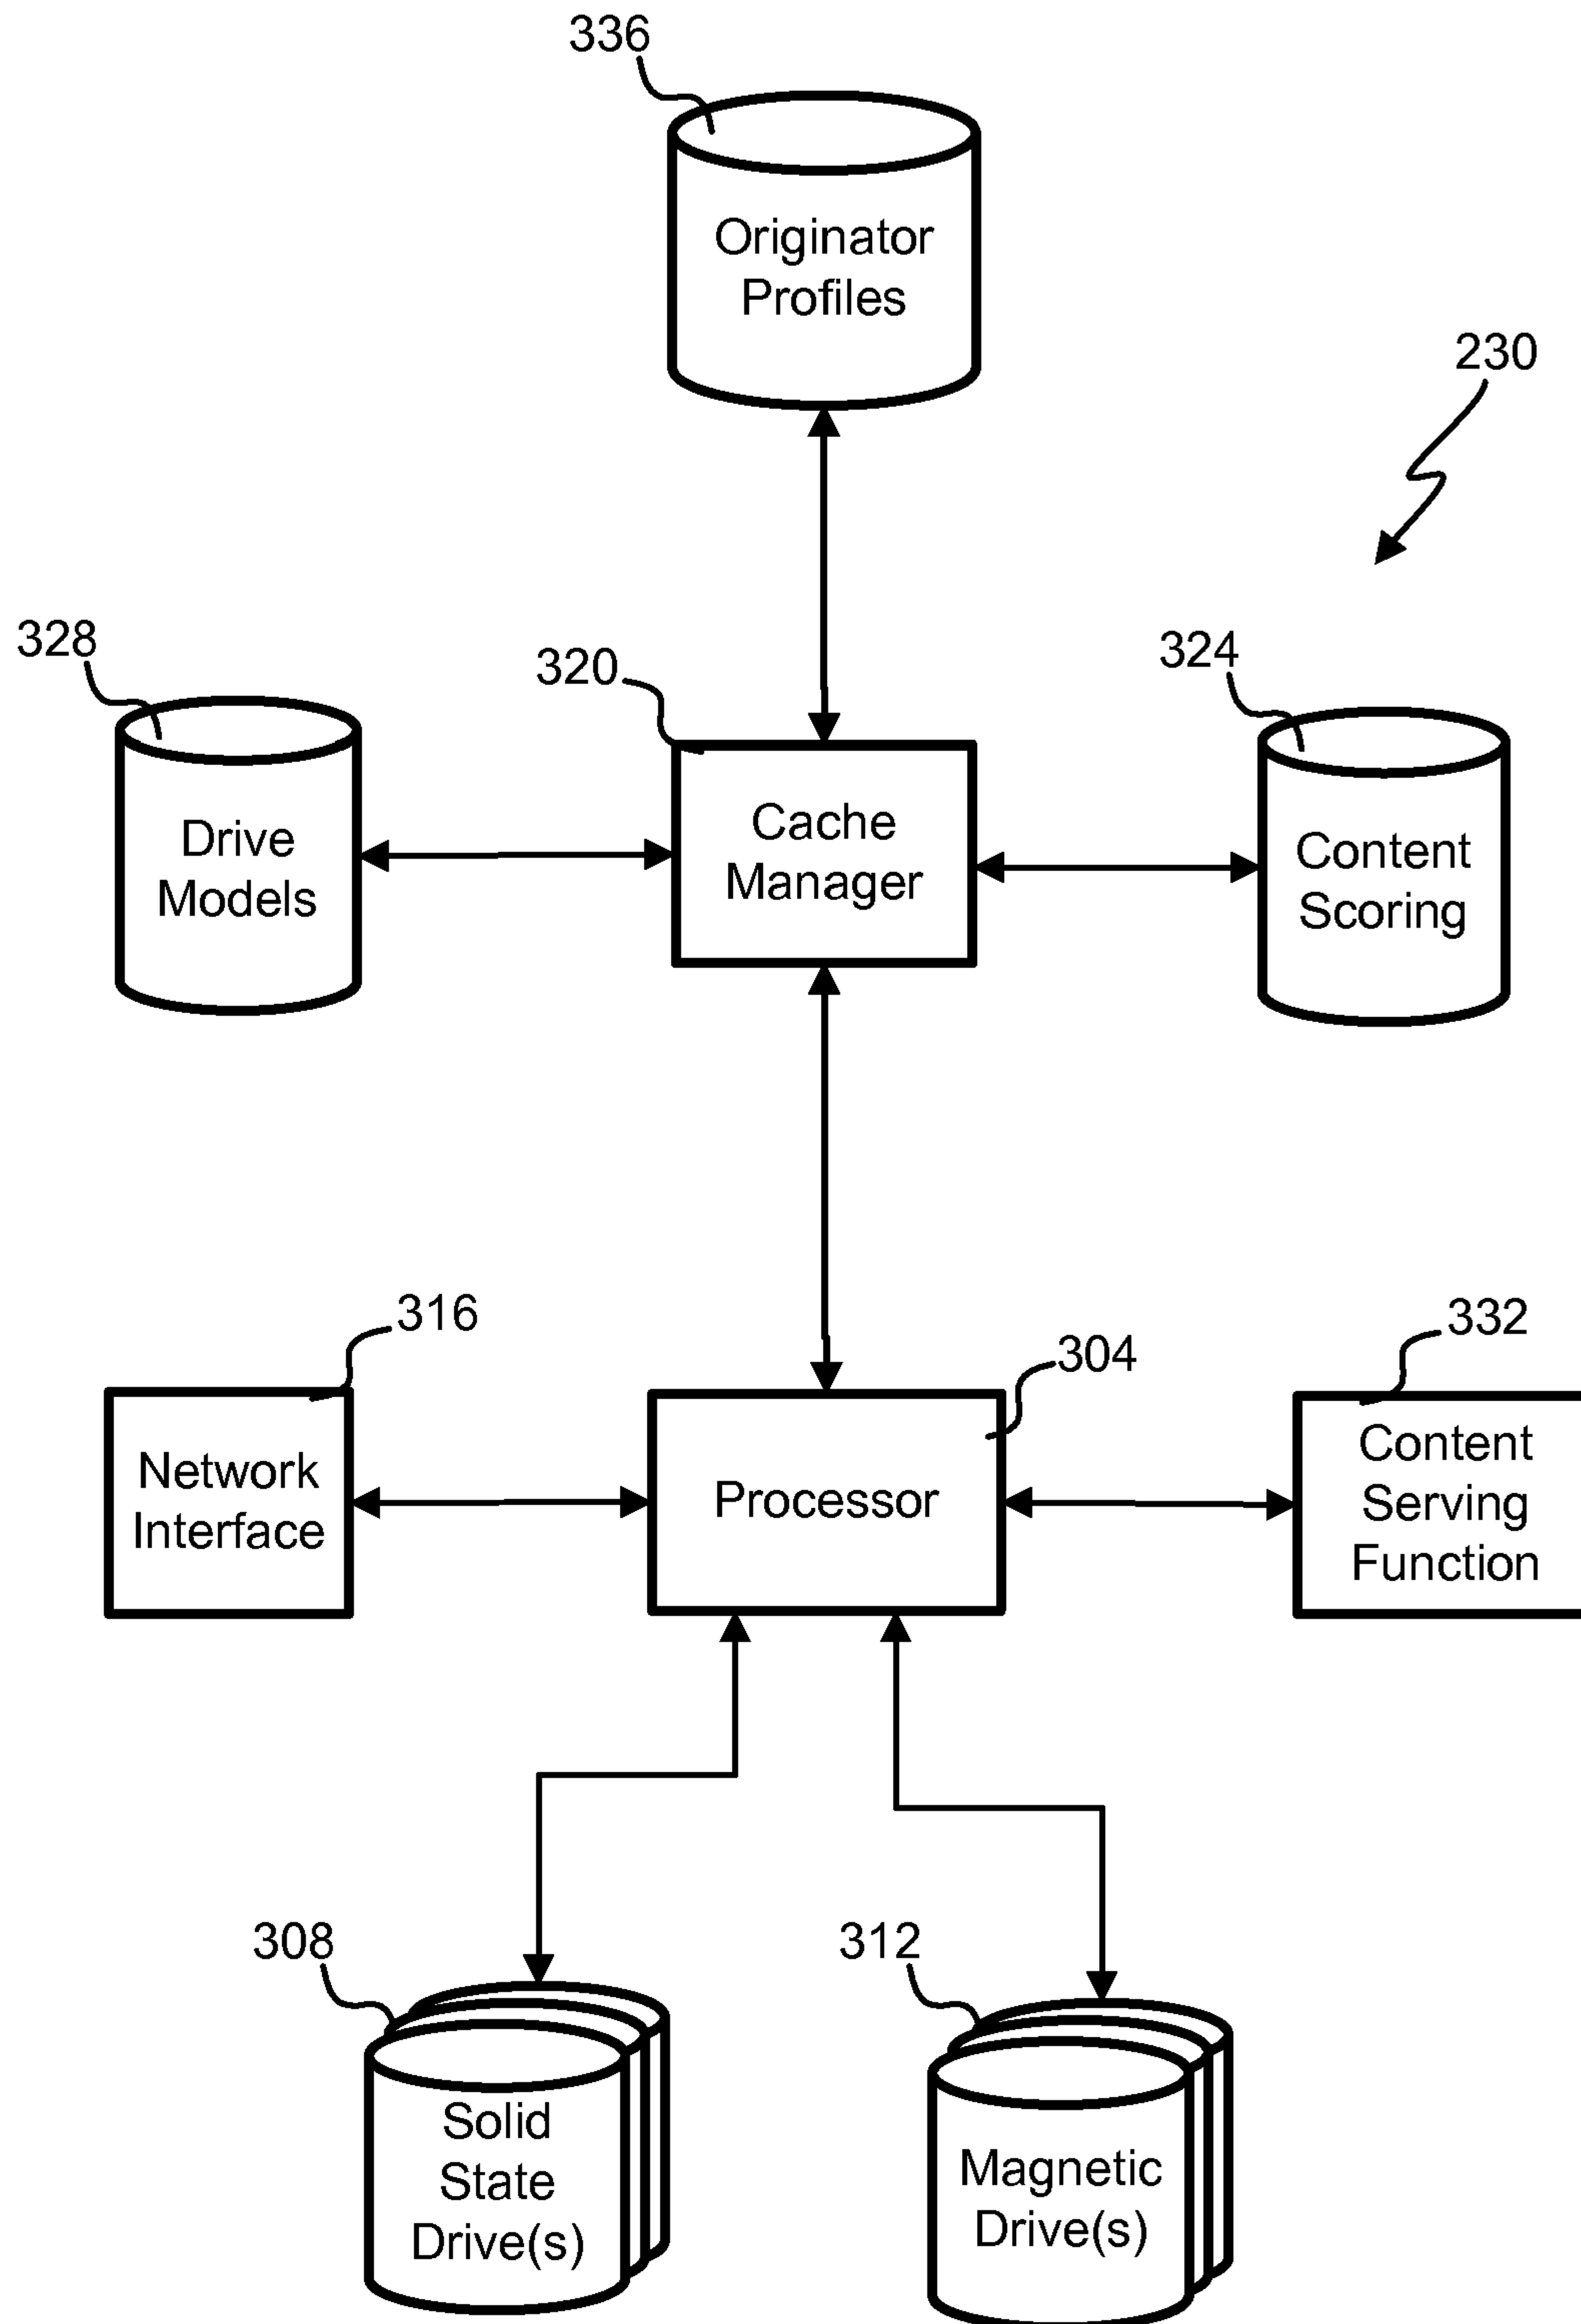 336
Originator
Profiles
230
328
320
324
Drive
Models
Cache
Manager
Content
Scoring
316
304
332
Network
Interface
Processor
Content
Serving
Function
308
312
Solid
State
Drive(s)
Magnetic
Drive(s)